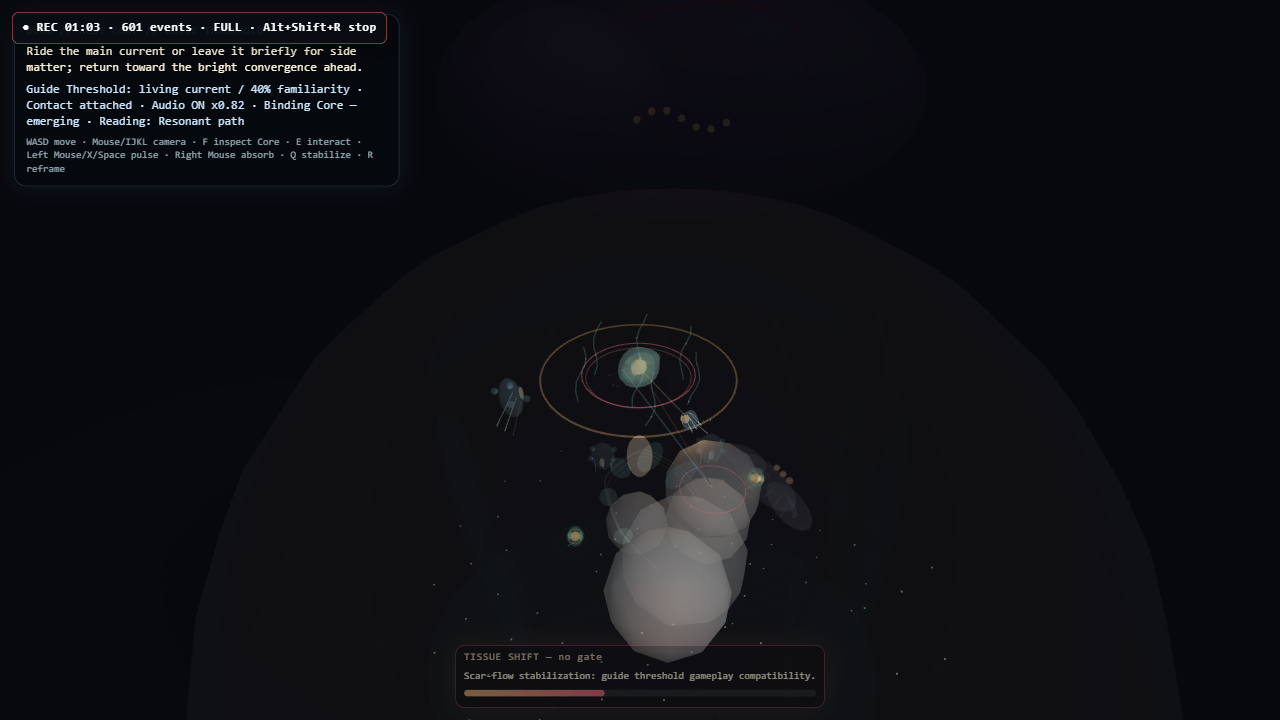 ● REC 01:03 · 601 events · FULL · Alt+Shift+R stop
Ride the main current or leave it briefly for side
matter; return toward the bright convergence ahead.
Guide Threshold: living current / 40% familiarity ·
Contact attached · Audio ON x0.82 · Binding Core —
emerging · Reading: Resonant path
WASD move · Mouse/IJKL camera · F inspect Core · E interact ·
Left Mouse/X/Space pulse · Right Mouse absorb · Q stabilize · R
reframe
TISSUE SHIFT — no gate
Scar-flow stabilization: guide threshold gameplay compatibility.